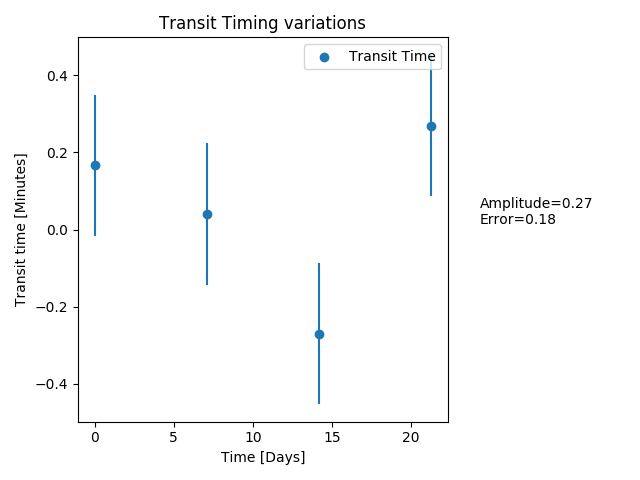 Transit Timing variations
Transit Time
0.4
0.2
0.0
−0.2
−0.4
Transit time [Minutes]
0
5
10
15
20
Time [Days]
Amplitude=0.27
Error=0.18